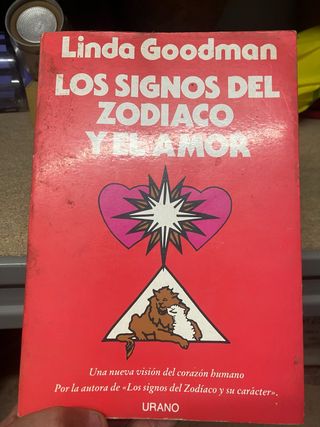 Linda Goodman
LOS SIGNOS DEL
ZODIACO
Y EL AMOR
Una nueva visión del corazón humano
Por la autora de «Los signos del Zodíaco y su carácter».
URANO